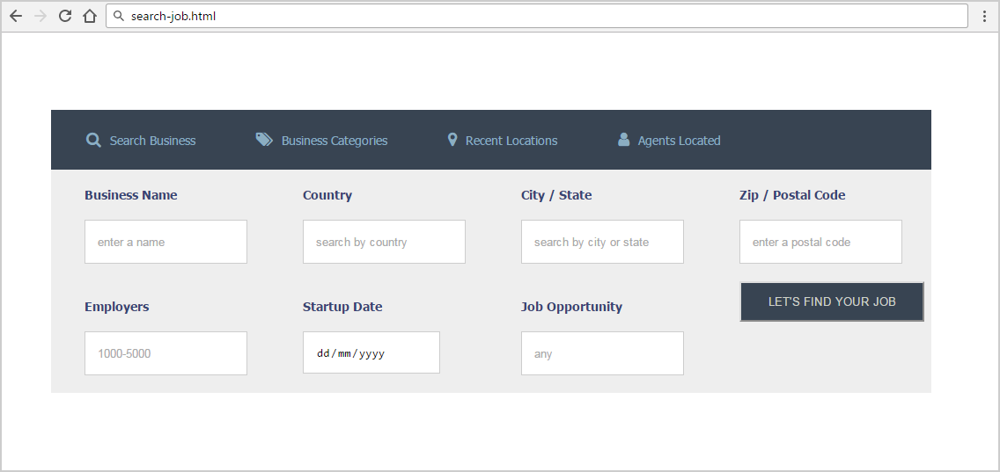 search-job.html
Search Business Business Categories Recent Locations Agents Located
Business Name Country City / State Zip / Postal Code
enter a name search by country search by city or state enter a postal code
LET'S FIND YOUR JOB
Employers Startup Date Job Opportunity
1000-5000 dd/mm/yyyy any